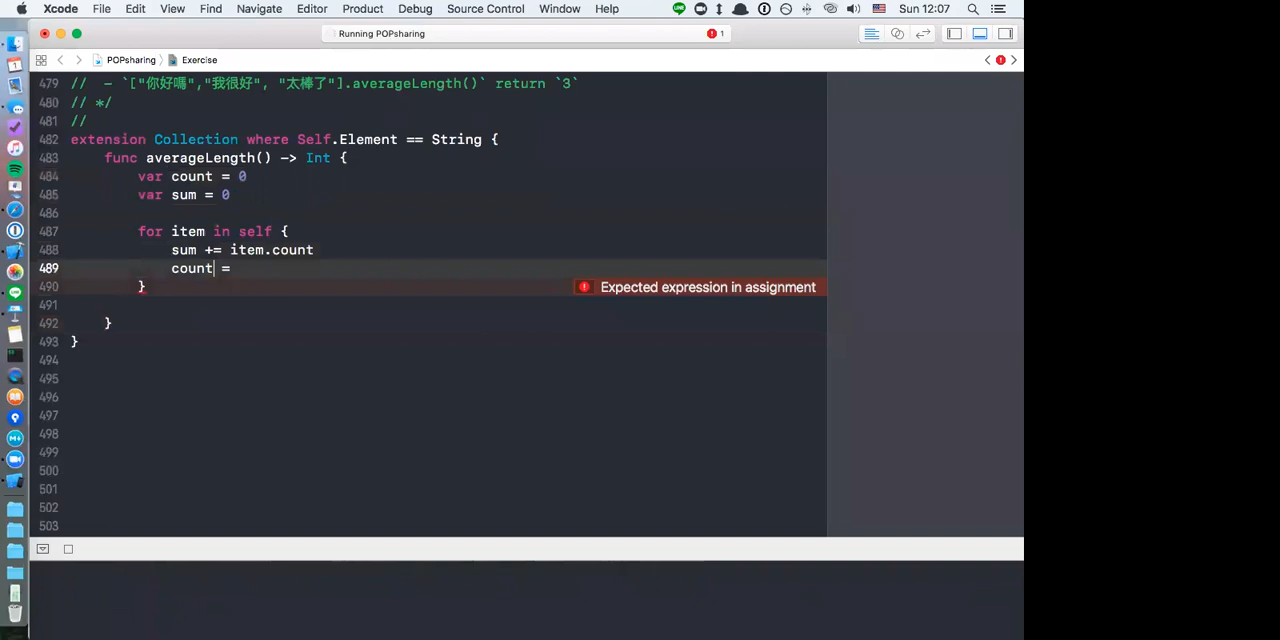 Xcode File Edit View Find Navigate Editor Product Debug Source Control Window Help Sun 12:07
Running POPsharing 1
POPsharing Exercise
479 // - `["你好嗎","我很好", "太棒了"].averageLength()` return `3`
480 // */
481 //
482 extension Collection where Self.Element == String {
483 func averageLength() -> Int {
484 var count = 0
485 var sum = 0
486
487 for item in self {
488 sum += item.count
489 count =
490 } Expected expression in assignment
491
492 }
493 }
494
495
496
497
498
499
500
501
502
503